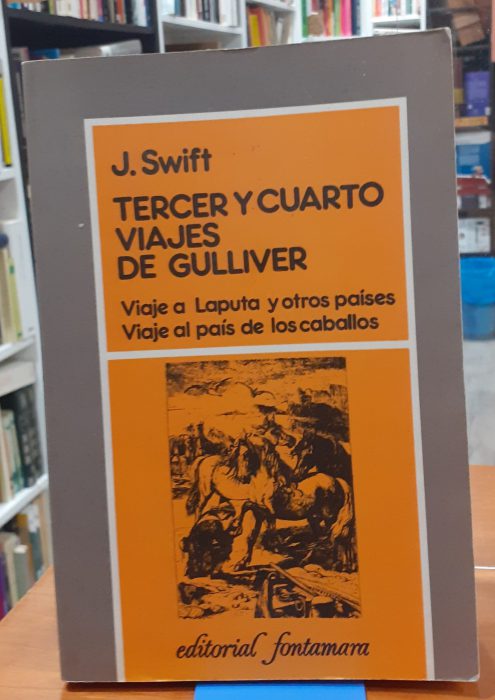 J. Swift
TERCER Y CUARTO
VIAJES
DE GULLIVER
Viaje a Laputa y otros países
Viaje al país de los caballos
editorial fontamara